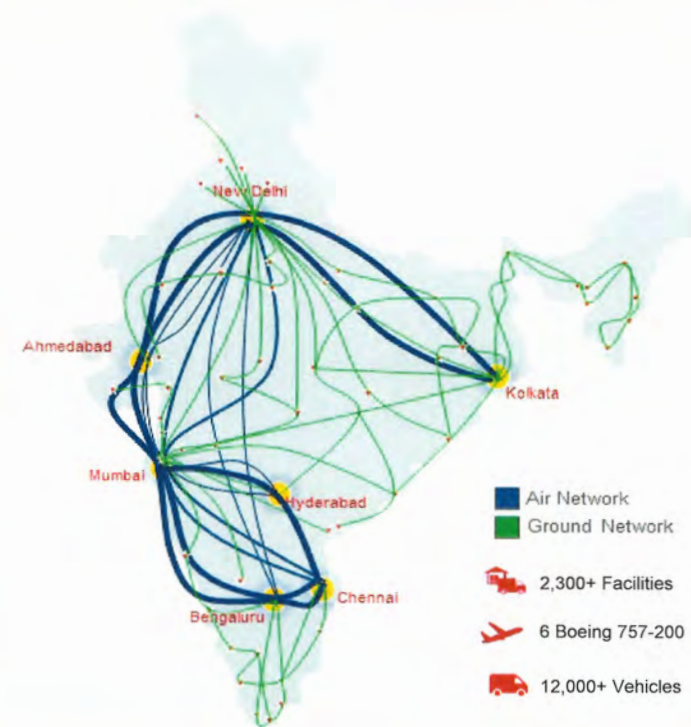 New Delhi
Ahmedabad
Kolkata
Mumbai
Hyderabad
Air Network
Ground Network
2,300+ Facilities
Chennai
Bengaluru
6 Boeing 757-200
12,000+ Vehicles